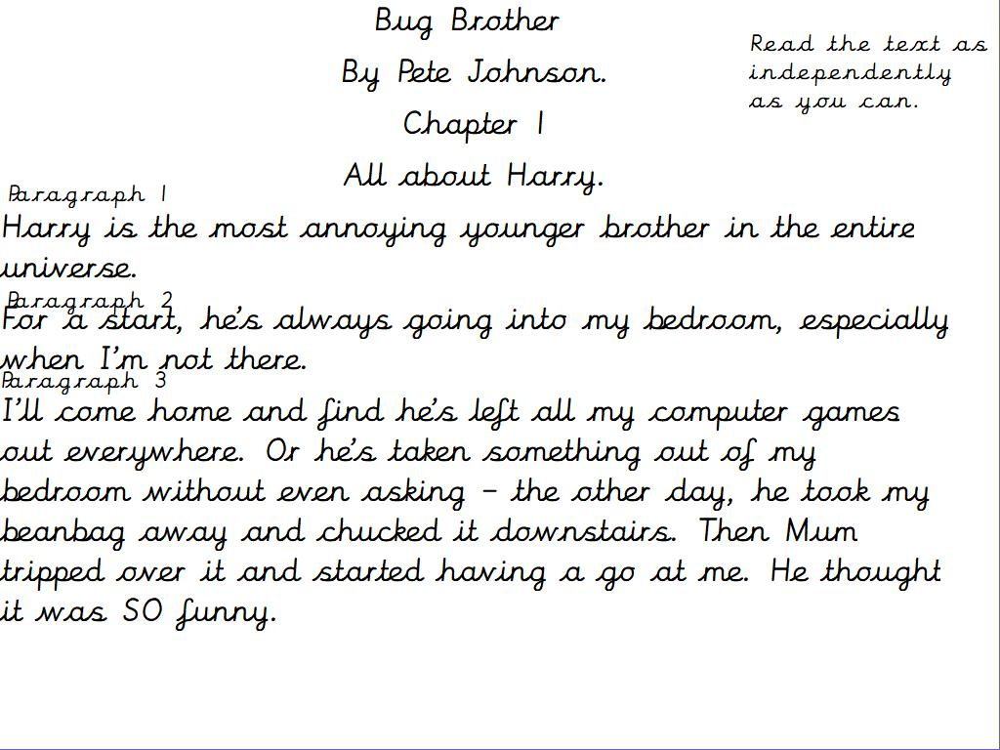 Bug Brother
By Pete Johnson.
Chapter 1
All about Harry.
Read the text as
independently
as you can.
Paragraph 1
Harry is the most annoying younger brother in the entire
universe.
Paragraph 2
For a start, he's always going into my bedroom, especially
when I'm not there.
Paragraph 3
I'll come home and find he's left all my computer games
out everywhere. Or he's taken something out of my
bedroom without even asking – the other day, he took my
beanbag away and chucked it downstairs. Then Mum
tripped over it and started having a go at me. He thought
it was SO funny.